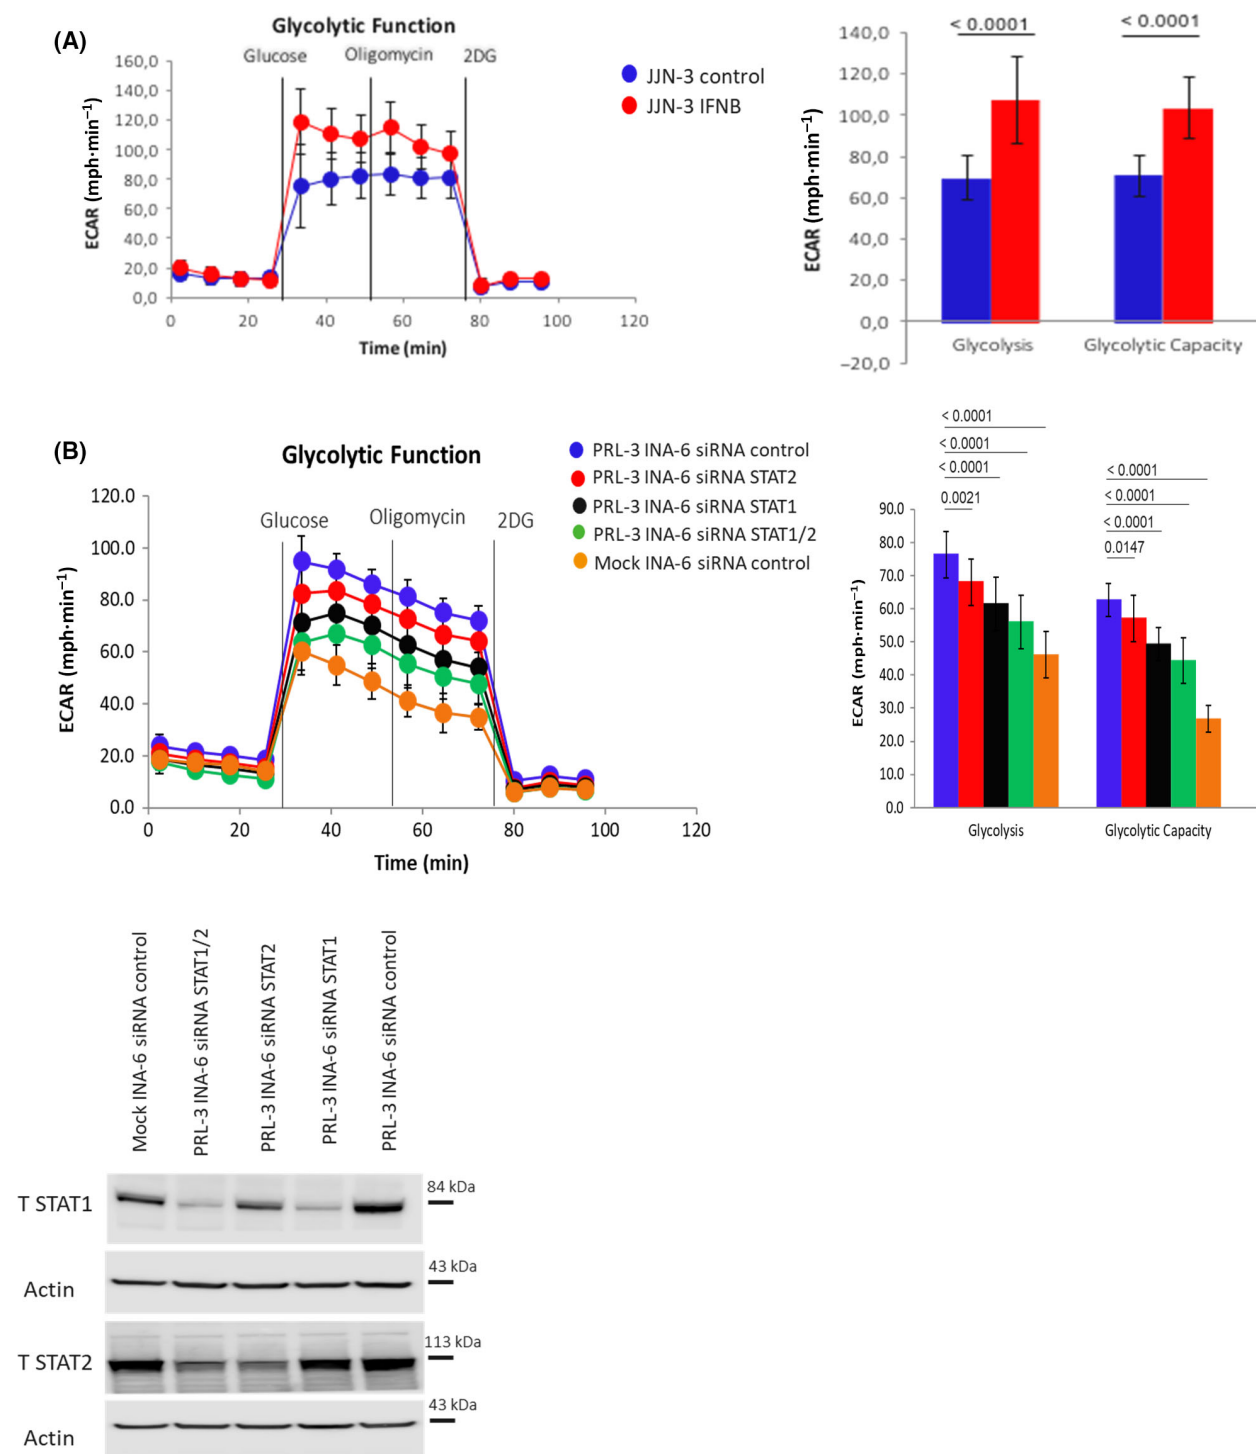 (A)
Glycolytic Function
Glucose
Oligomycin
2DG
160,0
140,0
120,0
100,0
80,0
60,0
40,0
20,0
0,0
ECAR (mph·min⁻¹)
0
20
40
60
80
100
120
Time (min)
JJN-3 control
JJN-3 IFNB
< 0.0001
< 0.0001
140,0
120,0
100,0
80,0
60,0
40,0
20,0
0,0
−20,0
ECAR (mph·min⁻¹)
Glycolysis
Glycolytic Capacity
(B)
Glycolytic Function
Glucose
Oligomycin
2DG
120.0
100.0
80.0
60.0
40.0
20.0
0.0
ECAR (mph·min⁻¹)
0
20
40
60
80
100
120
Time (min)
PRL-3 INA-6 siRNA control
PRL-3 INA-6 siRNA STAT2
PRL-3 INA-6 siRNA STAT1
PRL-3 INA-6 siRNA STAT1/2
Mock INA-6 siRNA control
< 0.0001
< 0.0001
< 0.0001
0.0021
< 0.0001
< 0.0001
< 0.0001
0.0147
90.0
80.0
70.0
60.0
50.0
40.0
30.0
20.0
10.0
0.0
ECAR (mph·min⁻¹)
Glycolysis
Glycolytic Capacity
Mock INA-6 siRNA control
PRL-3 INA-6 siRNA STAT1/2
PRL-3 INA-6 siRNA STAT2
PRL-3 INA-6 siRNA STAT1
PRL-3 INA-6 siRNA control
T STAT1
84 kDa
Actin
43 kDa
T STAT2
113 kDa
Actin
43 kDa